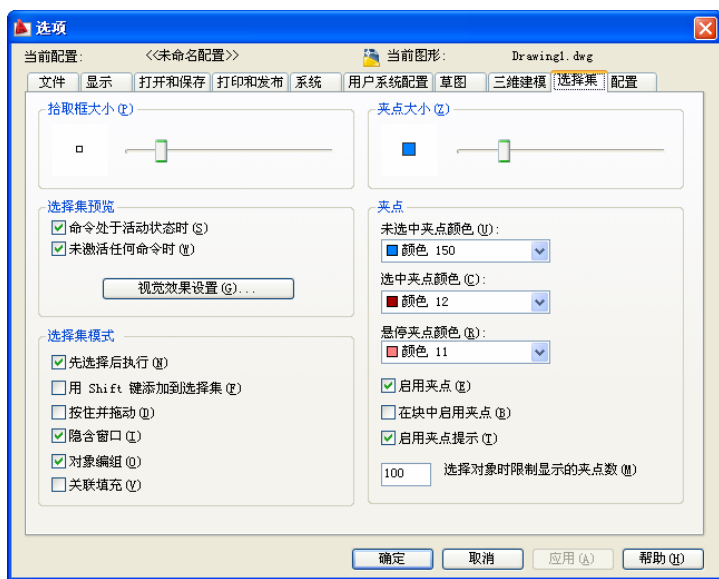 选项
当前配置: <<未命名配置>> 当前图形: Drawing1.dwg
文件 显示 打开和保存 打印和发布 系统 用户系统配置 草图 三维建模 选择集 配置
拾取框大小(P)
夹点大小(Z)
选择集预览
命令处于活动状态时(S)
未激活任何命令时(W)
视觉效果设置(G)...
选择集模式
先选择后执行(N)
用 Shift 键添加到选择集(F)
按住并拖动(D)
隐含窗口(I)
对象编组(O)
关联填充(V)
夹点
未选中夹点颜色(U):
颜色 150
选中夹点颜色(C):
颜色 12
悬停夹点颜色(R):
颜色 11
启用夹点(E)
在块中启用夹点(B)
启用夹点提示(T)
100 选择对象时限制显示的夹点数(M)
确定 取消 应用(A) 帮助(H)